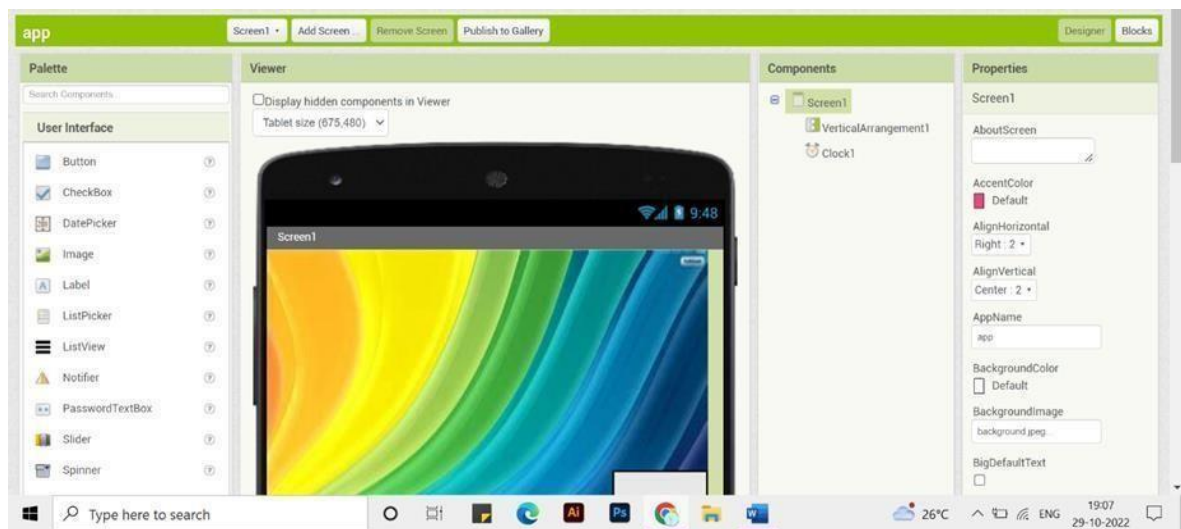 app
Screen1
Add Screen ...
Remove Screen
Publish to Gallery
Designer
Blocks
Palette
Search Components...
User Interface
Button
CheckBox
DatePicker
Image
Label
ListPicker
ListView
Notifier
PasswordTextBox
Slider
Spinner
Viewer
Display hidden components in Viewer
Tablet size (675,480)
9:48
Screen1
Components
Screen1
VerticalArrangement1
Clock1
Properties
Screen1
AboutScreen
AccentColor
Default
AlignHorizontal
Right : 2
AlignVertical
Center : 2
AppName
app
BackgroundColor
Default
BackgroundImage
background.jpeg...
BigDefaultText
Type here to search
Ai
Ps
26°C
ENG
19:07
29-10-2022